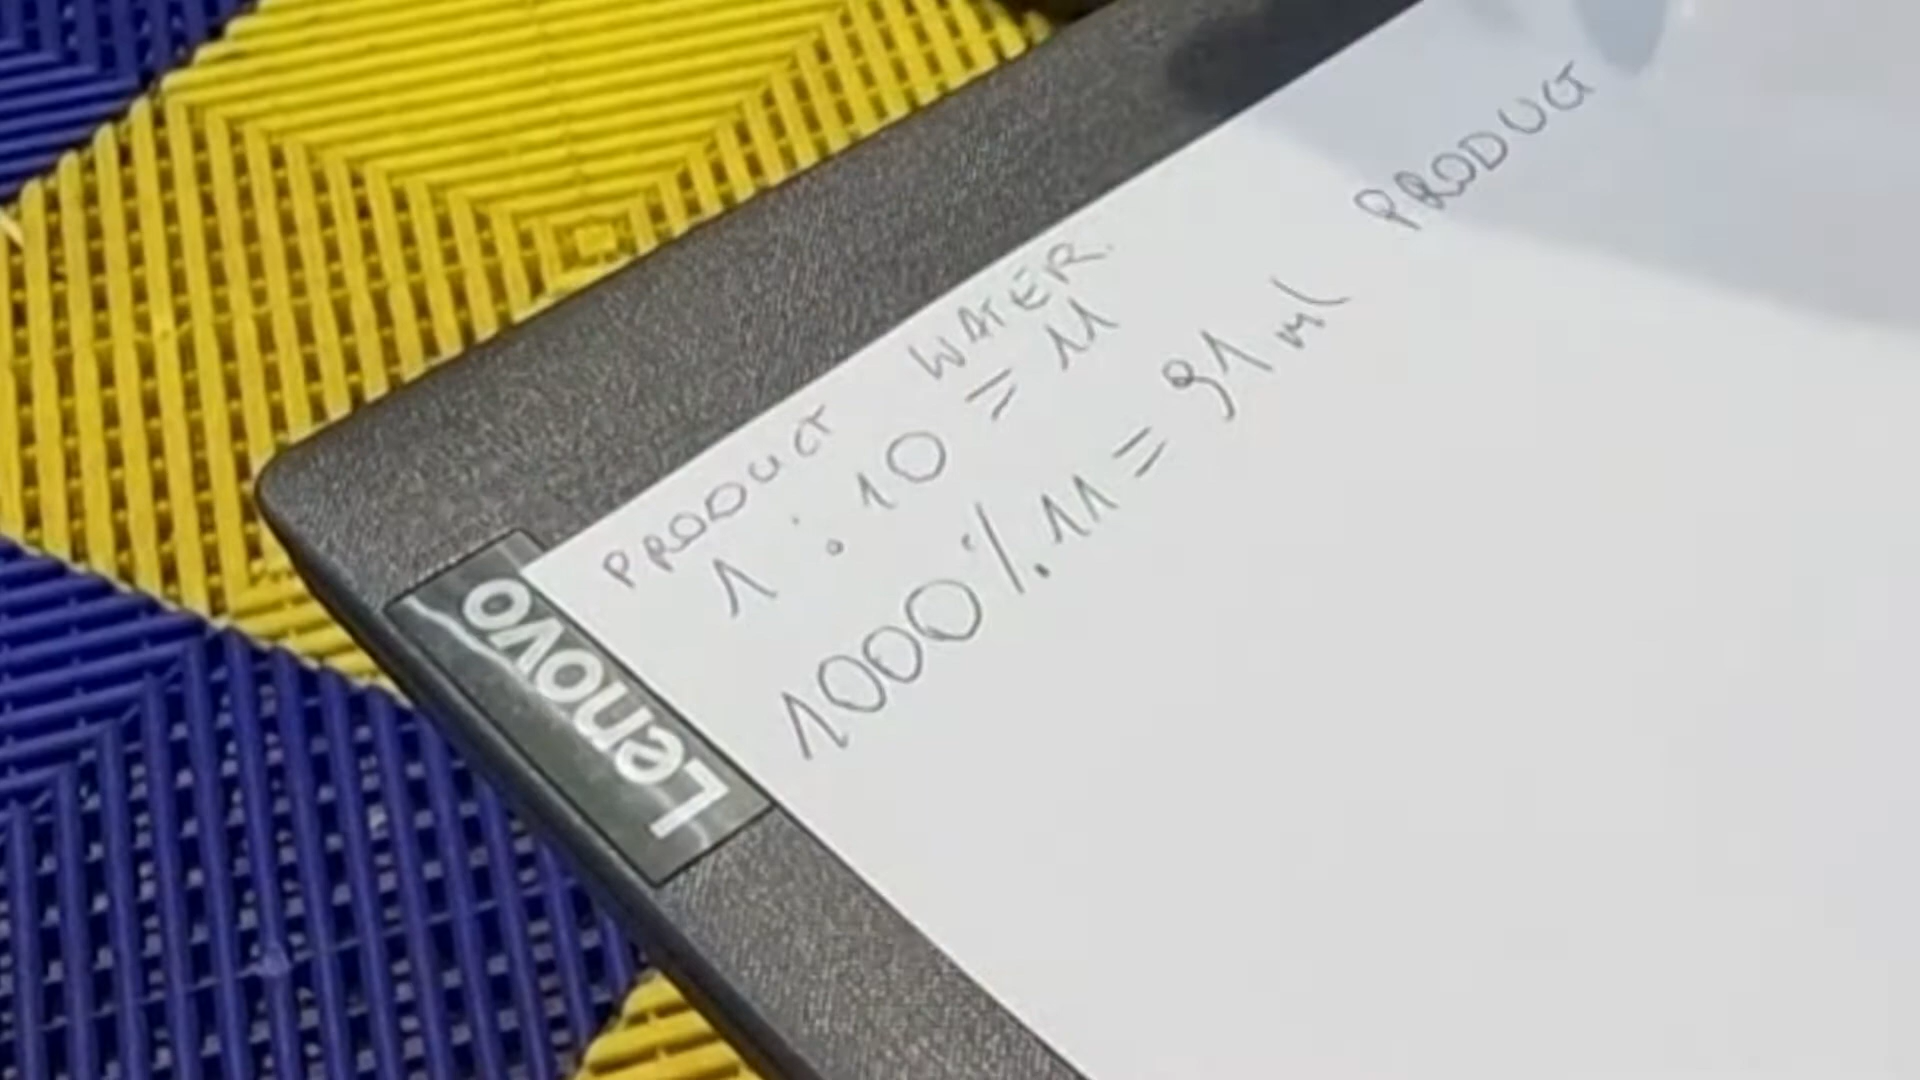 PRODUCT WATER.
1 : 10 = 11
1000 ٪ 11 = 91 ml PRODUCT
Lenovo